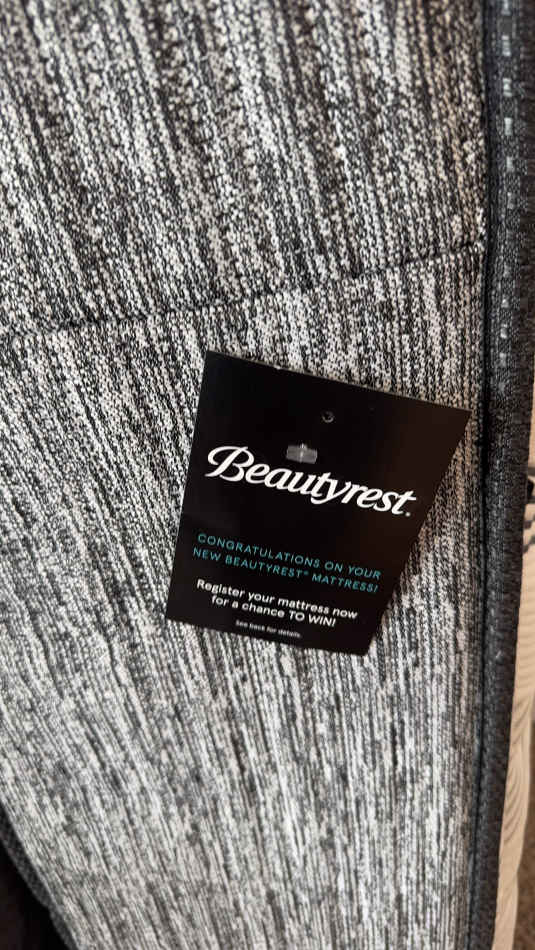 Beautyrest.
CONGRATULATIONS ON YOUR
NEW BEAUTYREST® MATTRESS!
Register your mattress now
for a chance TO WIN!
See back for details.